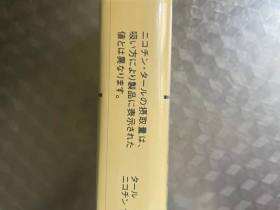 ニコチン・タールの摂取量は、
吸い方により製品に表示された
値とは異なります。
タール
ニコチン